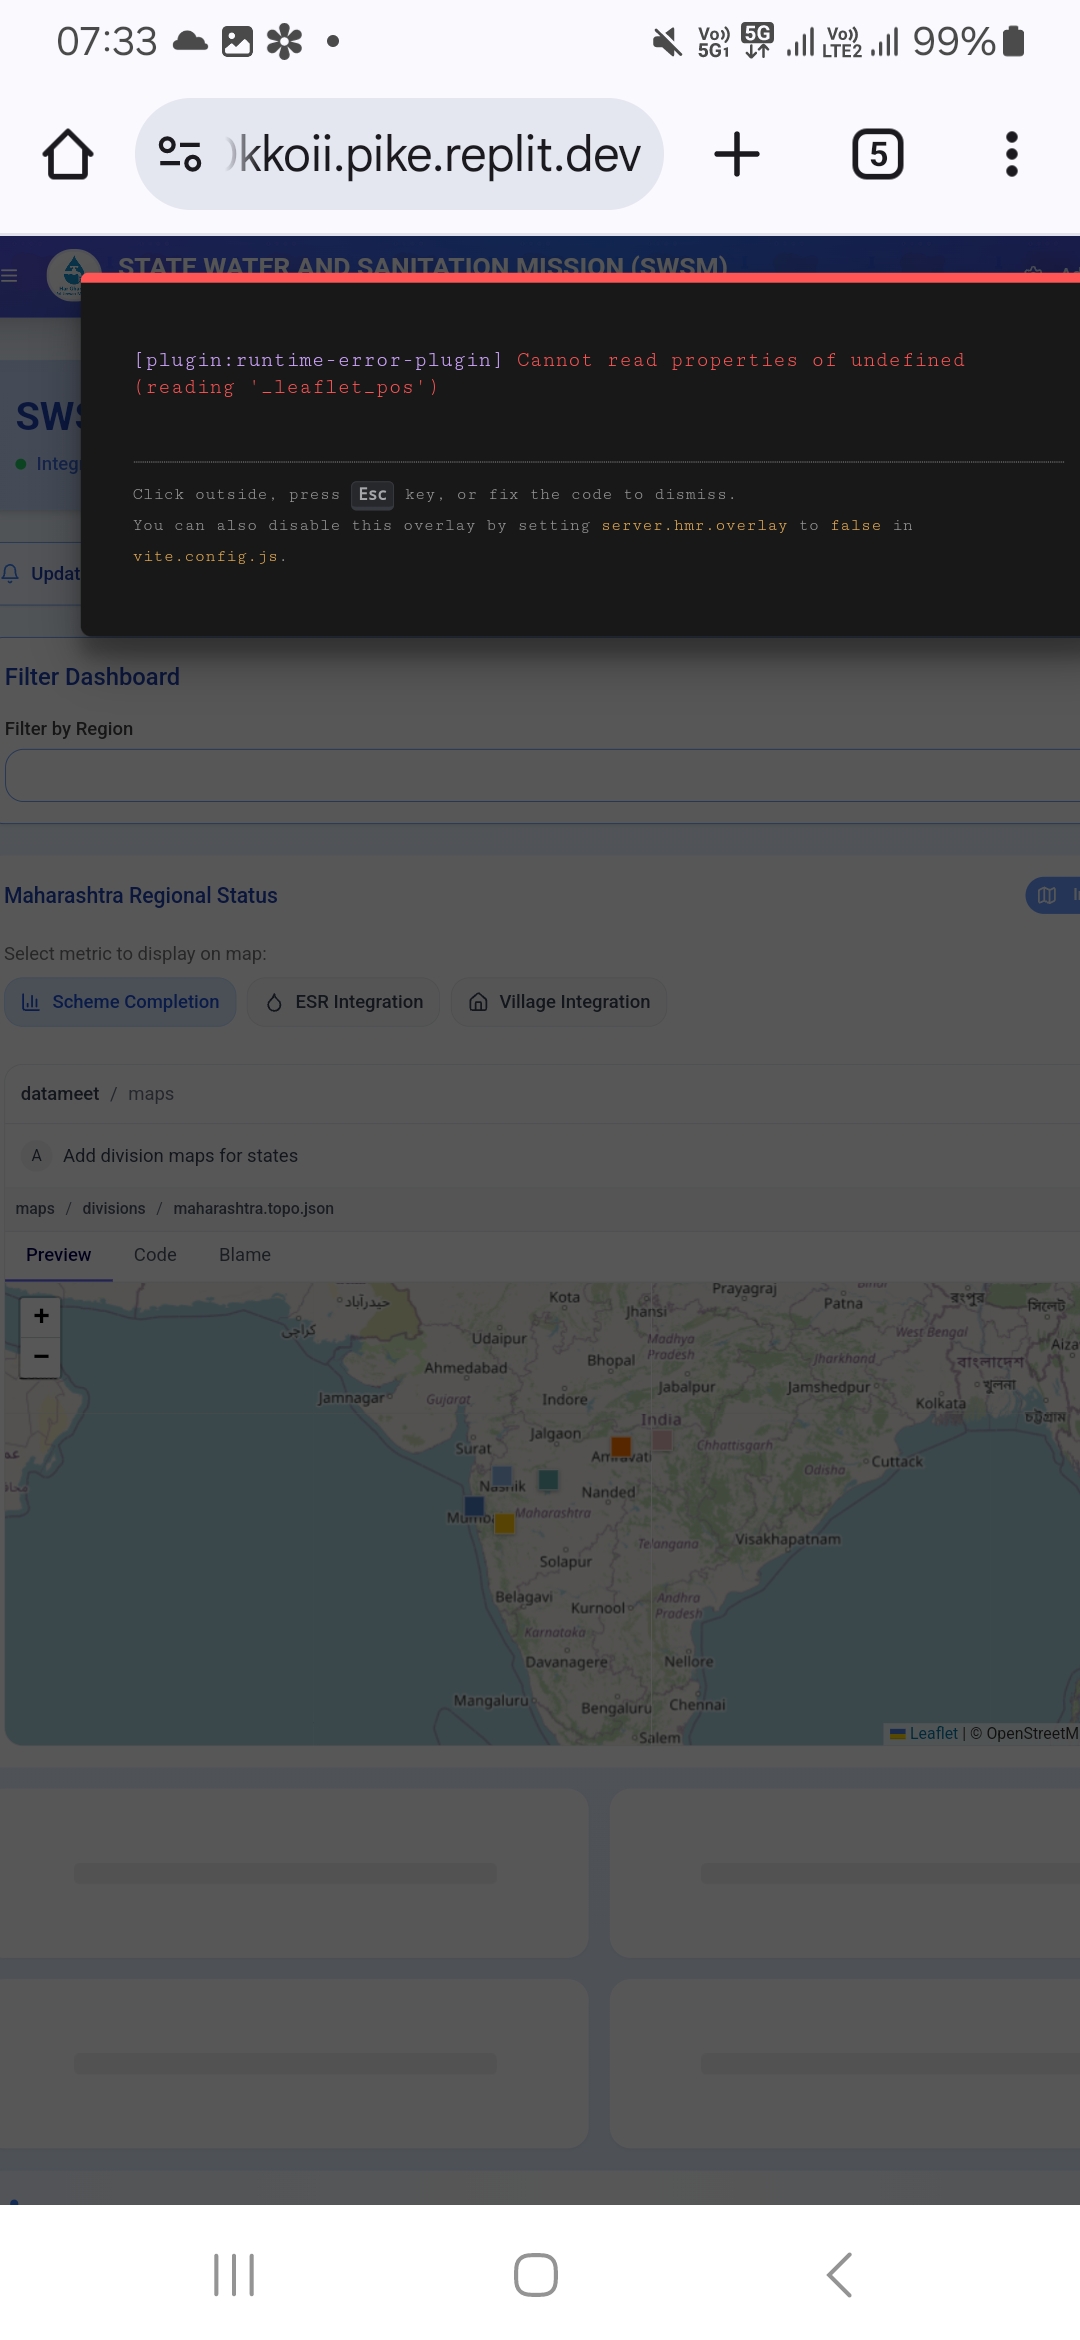 07:33
Vo)) 5G1 5G Vo)) LTE2 99%
kkoii.pike.replit.dev
5
STATE WATER AND SANITATION MISSION (SWSM)
[plugin:runtime-error-plugin] Cannot read properties of undefined
(reading '_leaflet_pos')
Click outside, press Esc key, or fix the code to dismiss.
You can also disable this overlay by setting server.hmr.overlay to false in
vite.config.js.
Filter Dashboard
Filter by Region
Maharashtra Regional Status
Select metric to display on map:
Scheme Completion
ESR Integration
Village Integration
datameet / maps
A Add division maps for states
maps / divisions / maharashtra.topo.json
Preview Code Blame
+
−
حيدرآباد
Kota
Prayagraj
Jhansi
Patna
রংপুর
সিলেট
کراچی
Udaipur
Madhya Pradesh
West Bengal
Ahmedabad
Bhopal
Jharkhand
বাংলাদেশ
Jamnagar
Gujarat
Indore
Jabalpur
Jamshedpur
Kolkata
খুলনা
চট্টগ্রাম
Surat
Jalgaon
India
Amravati
Chhattisgarh
Nashik
Nanded
Odisha
Cuttack
Maharashtra
Telangana
Visakhapatnam
Solapur
Belagavi
Kurnool
Andhra Pradesh
Karnataka
Davanagere
Nellore
Mangaluru
Bengaluru
Chennai
Salem
Leaflet | © OpenStreetM